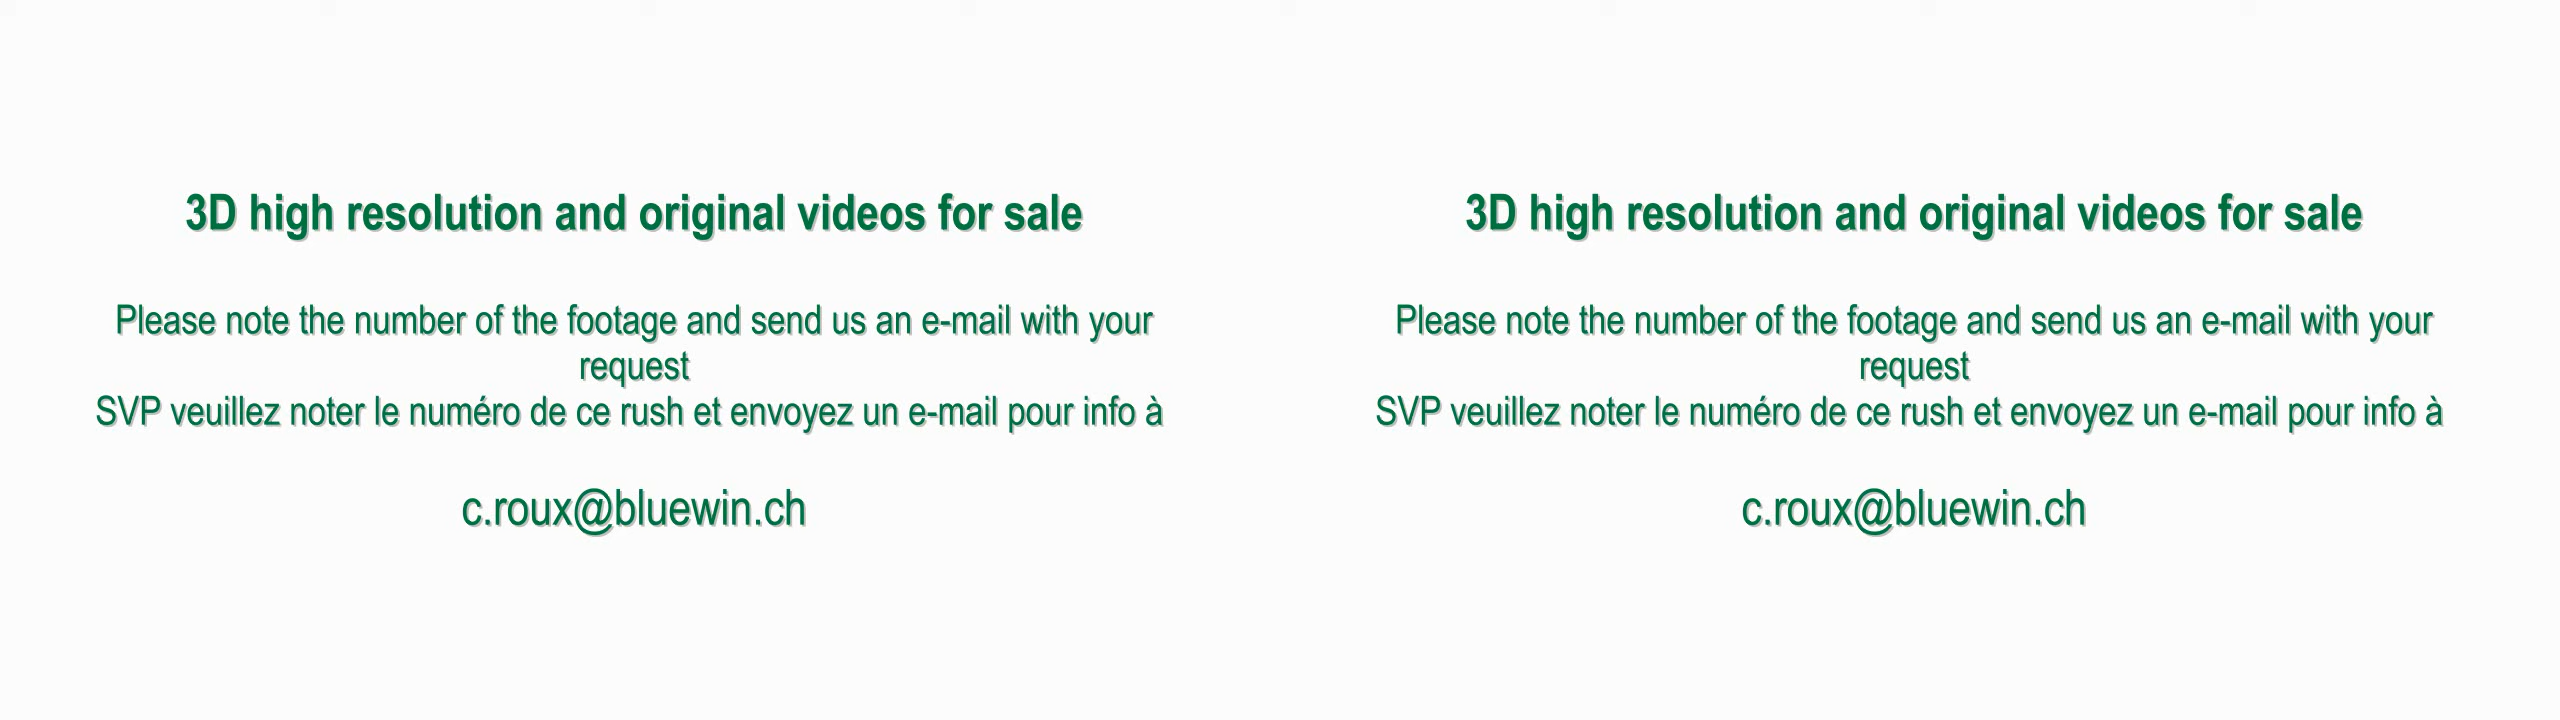 3D high resolution and original videos for sale
Please note the number of the footage and send us an e-mail with your
request
SVP veuillez noter le numéro de ce rush et envoyez un e-mail pour info à
c.roux@bluewin.ch
3D high resolution and original videos for sale
Please note the number of the footage and send us an e-mail with your
request
SVP veuillez noter le numéro de ce rush et envoyez un e-mail pour info à
c.roux@bluewin.ch